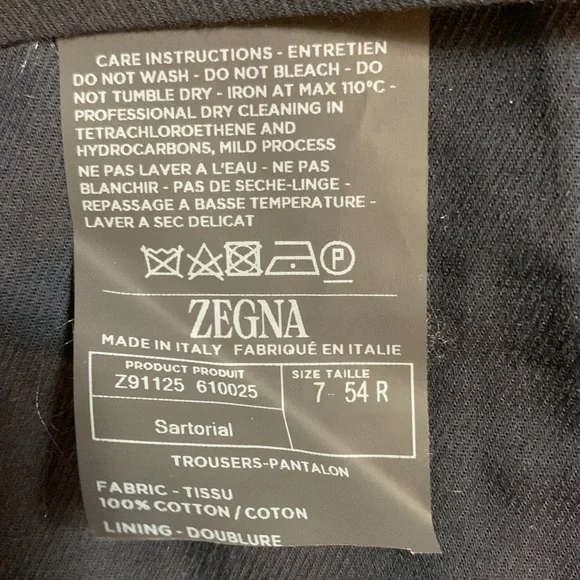 CARE INSTRUCTIONS - ENTRETIEN
DO NOT WASH - DO NOT BLEACH - DO
NOT TUMBLE DRY - IRON AT MAX 110°C -
PROFESSIONAL DRY CLEANING IN
TETRACHLOROETHENE AND
HYDROCARBONS, MILD PROCESS
NE PAS LAVER A L'EAU - NE PAS
BLANCHIR - PAS DE SECHE-LINGE -
REPASSAGE A BASSE TEMPERATURE -
LAVER A SEC DELICAT
P
ZEGNA
MADE IN ITALY FABRIQUÉ EN ITALIE
PRODUCT PRODUIT
Z91125 610025
Sartorial
SIZE TAILLE
7 54 R
TROUSERS-PANTALON
FABRIC - TISSU
100% COTTON / COTON
LINING - DOUBLURE